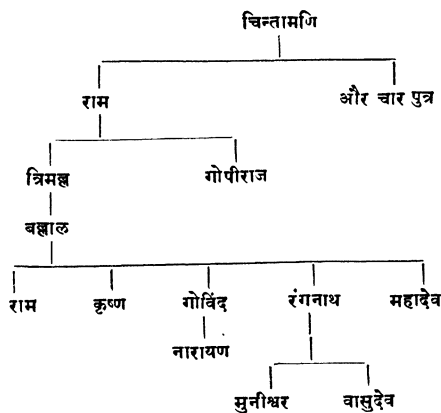 चिन्तामणि
राम और चार पुत्र
त्रिमल्ल गोपीराज
बल्लाल
राम कृष्ण गोविंद रंगनाथ महादेव
नारायण
मुनीश्वर वासुदेव